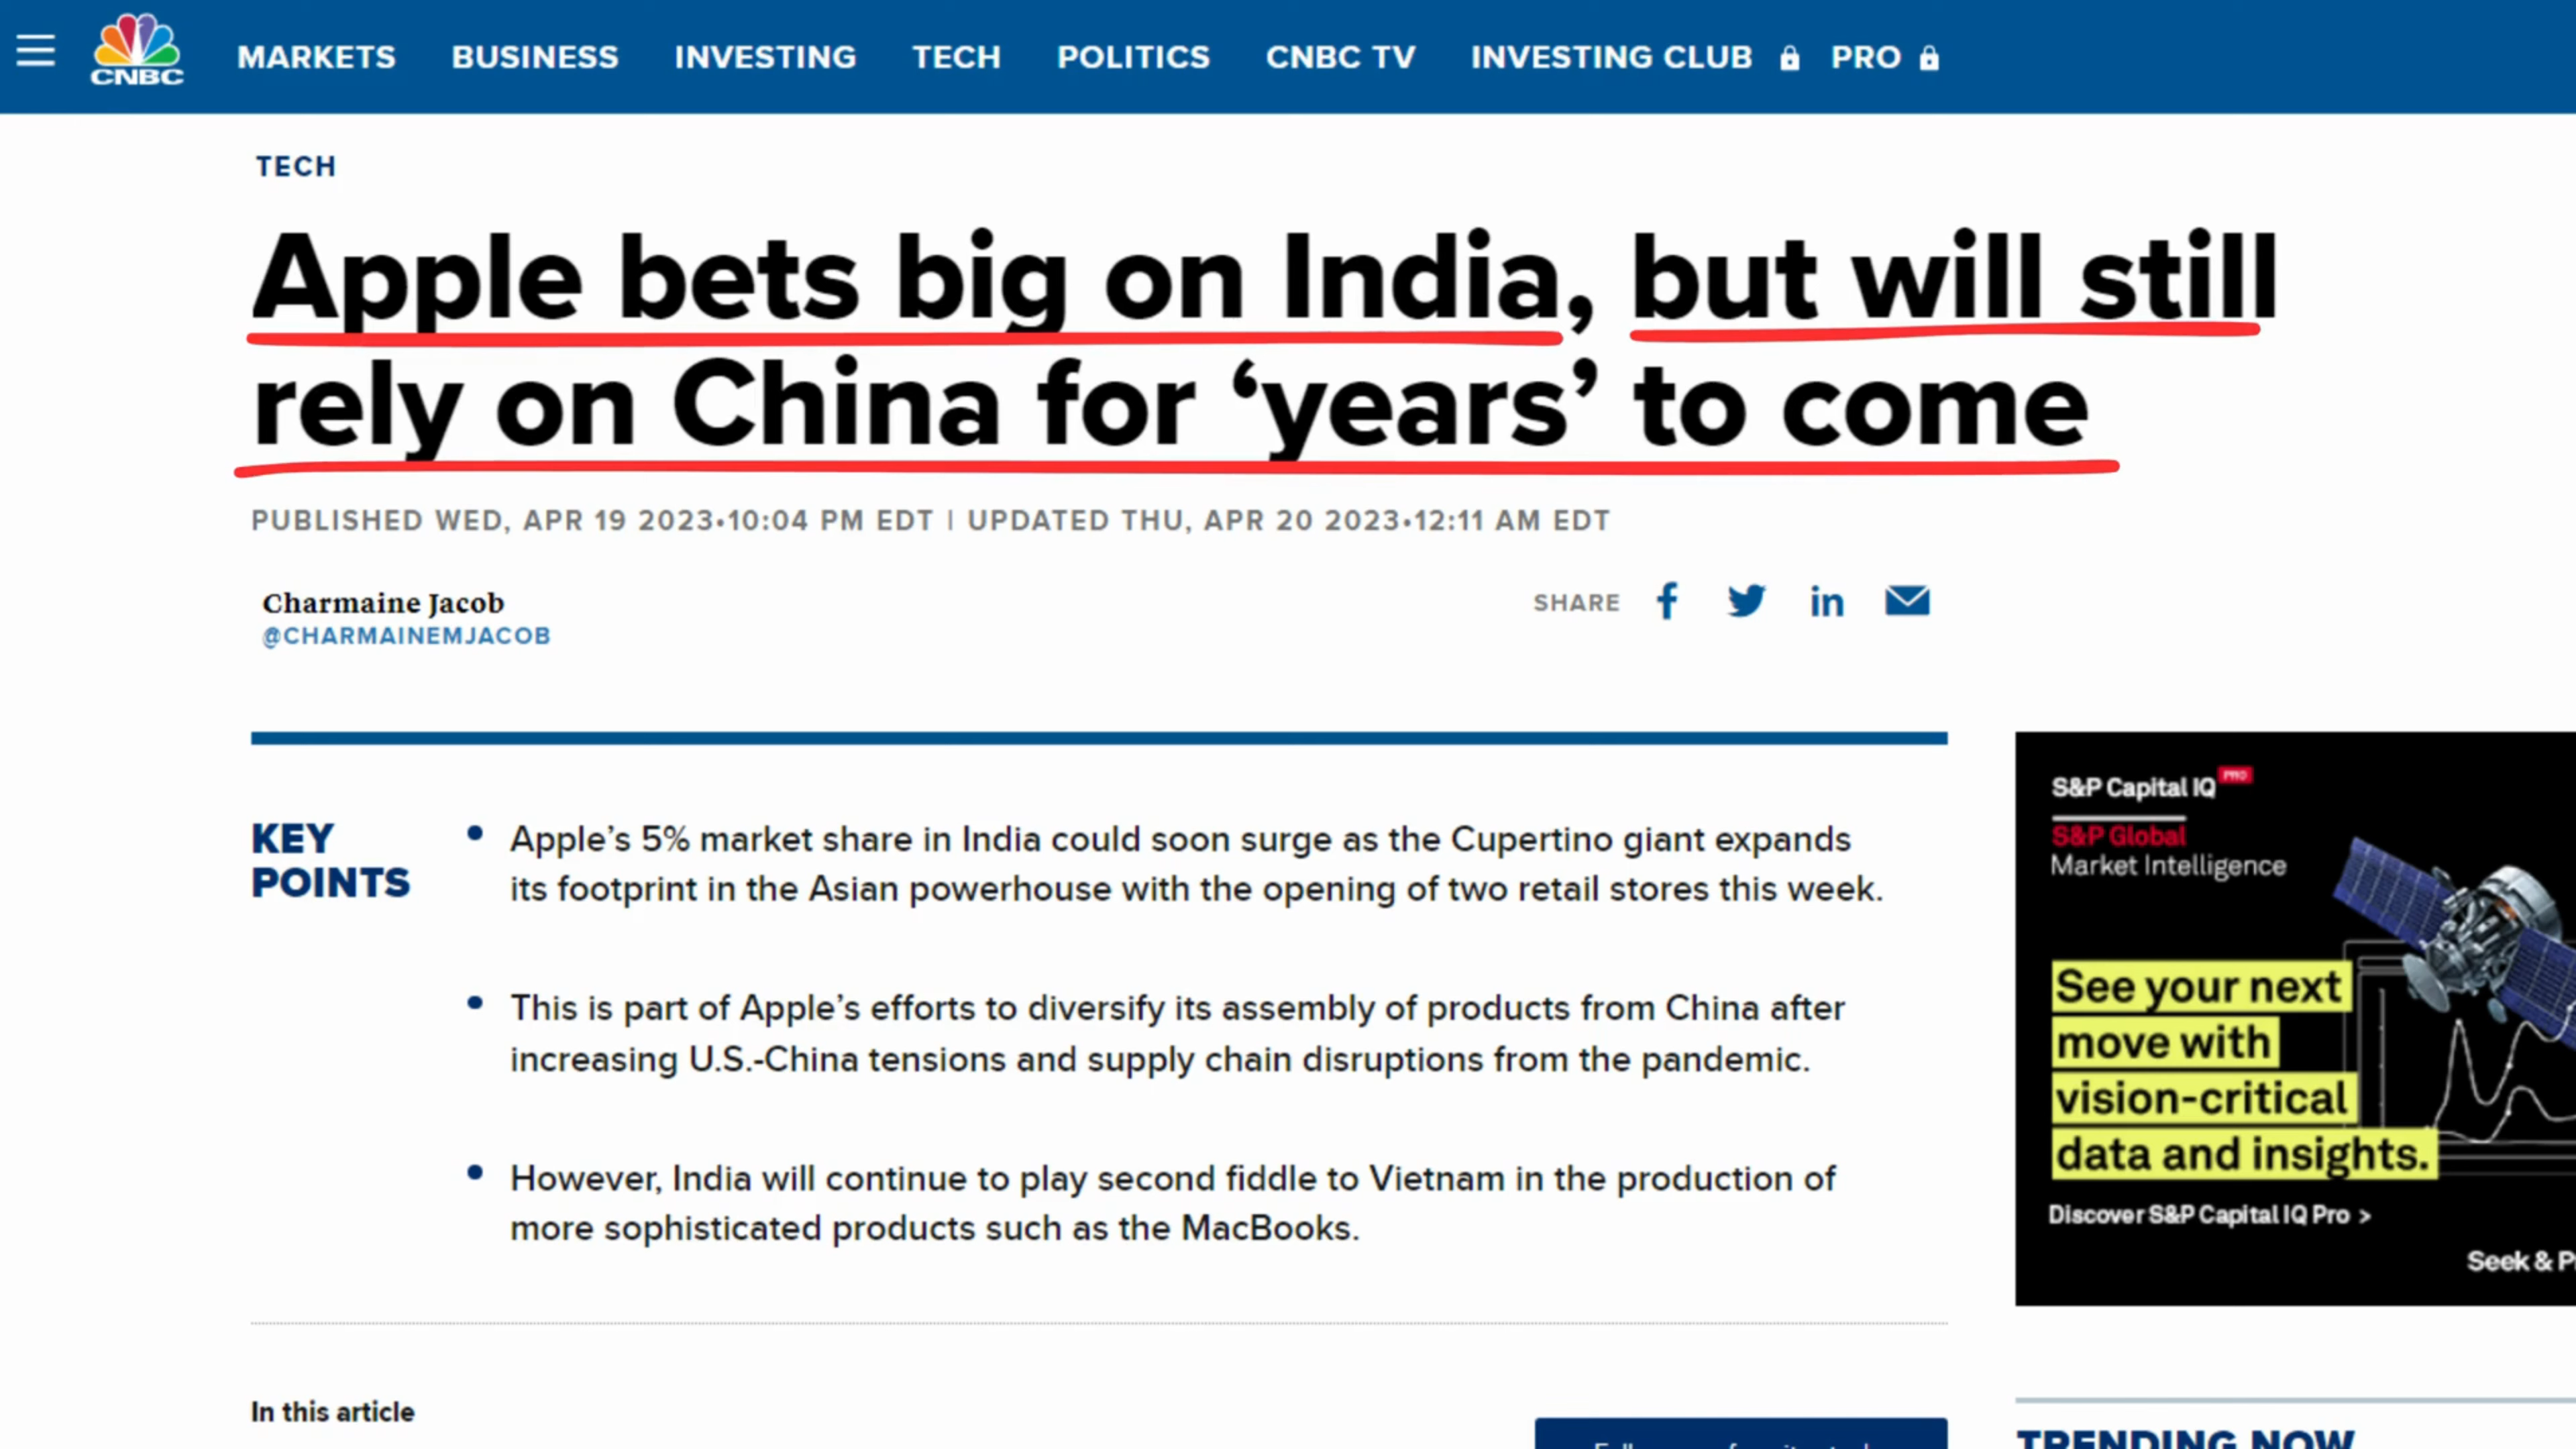 CNBC
MARKETS BUSINESS INVESTING TECH POLITICS CNBC TV INVESTING CLUB PRO
TECH
Apple bets big on India, but will still
rely on China for ‘years’ to come
PUBLISHED WED, APR 19 2023•10:04 PM EDT | UPDATED THU, APR 20 2023•12:11 AM EDT
Charmaine Jacob
@CHARMAINEMJACOB
SHARE
KEY
POINTS
• Apple’s 5% market share in India could soon surge as the Cupertino giant expands
its footprint in the Asian powerhouse with the opening of two retail stores this week.
• This is part of Apple’s efforts to diversify its assembly of products from China after
increasing U.S.-China tensions and supply chain disruptions from the pandemic.
• However, India will continue to play second fiddle to Vietnam in the production of
more sophisticated products such as the MacBooks.
In this article
S&P Capital IQ PRO
S&P Global
Market Intelligence
See your next
move with
vision-critical
data and insights.
Discover S&P Capital IQ Pro >
Seek & P
TRENDING NOW